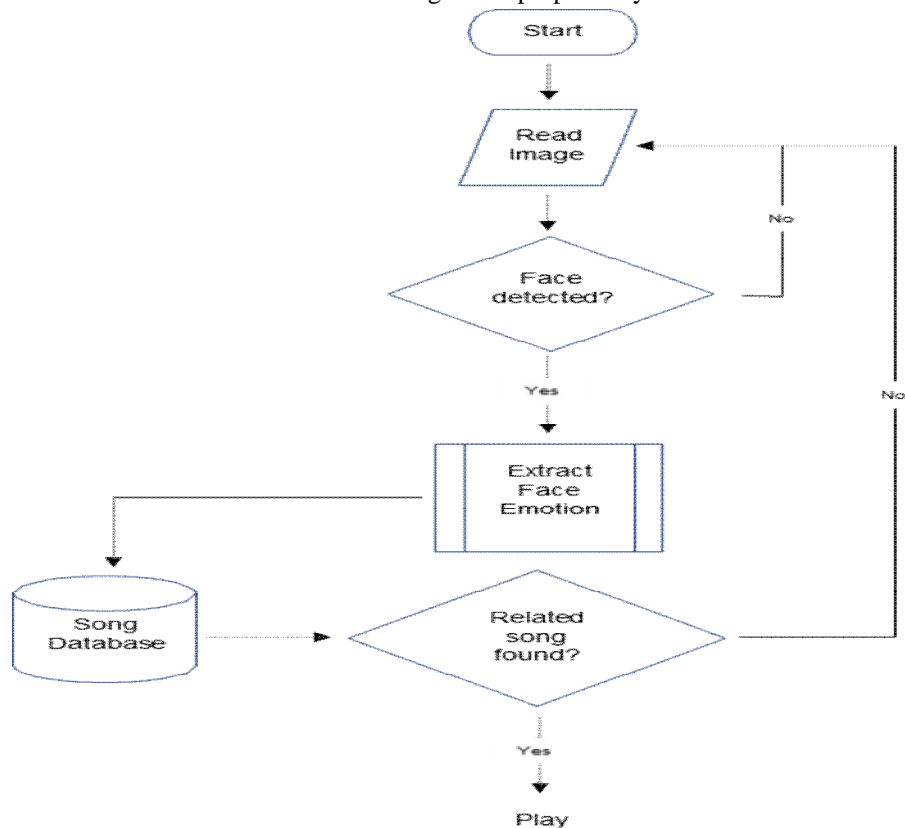 Start
Read
Image
No
Face
detected?
Yes
No
Extract
Face
Emotion
Song
Database
Related
song
found?
Yes
Play